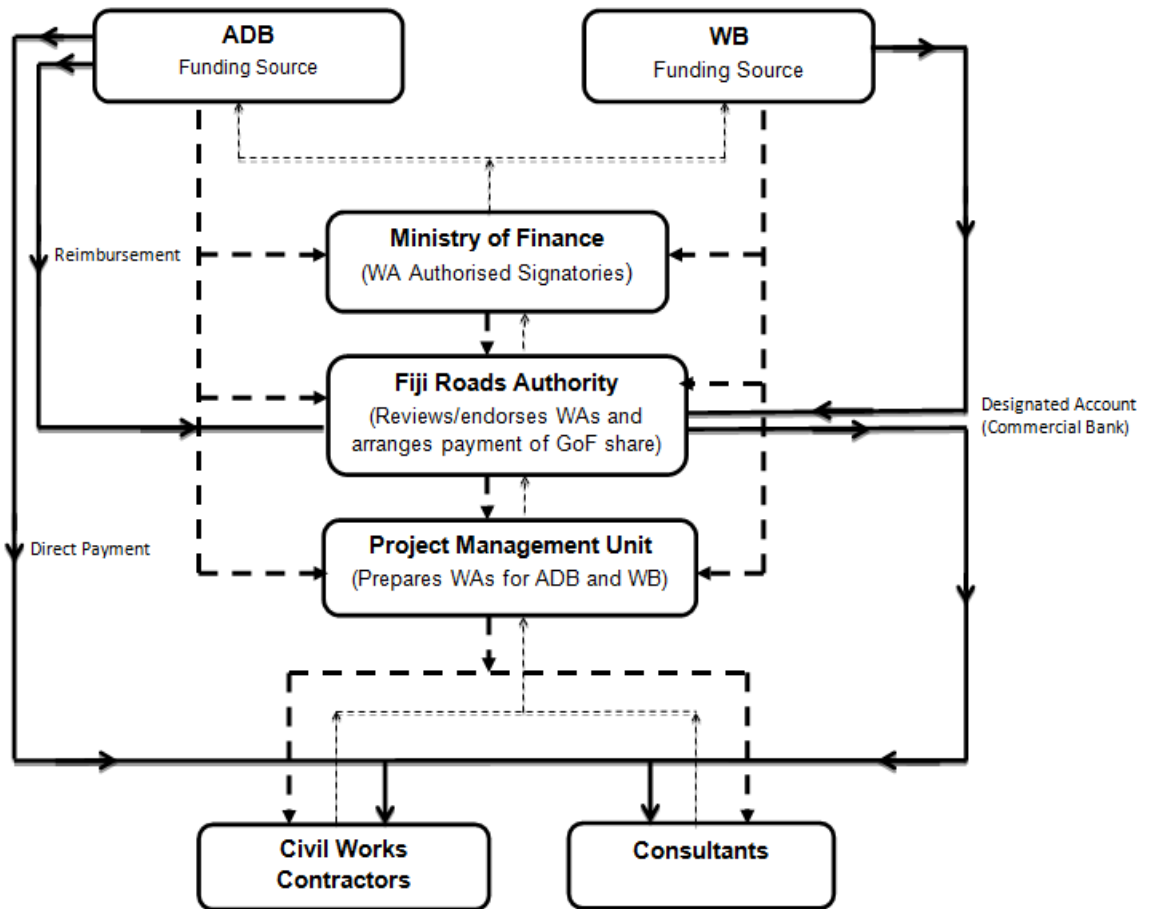 ADB
Funding Source
WB
Funding Source
Reimbursement
Ministry of Finance
(WA Authorised Signatories)
Fiji Roads Authority
(Reviews/endorses WAs and
arranges payment of GoF share)
Designated Account
(Commercial Bank)
Direct Payment
Project Management Unit
(Prepares WAs for ADB and WB)
Civil Works
Contractors
Consultants